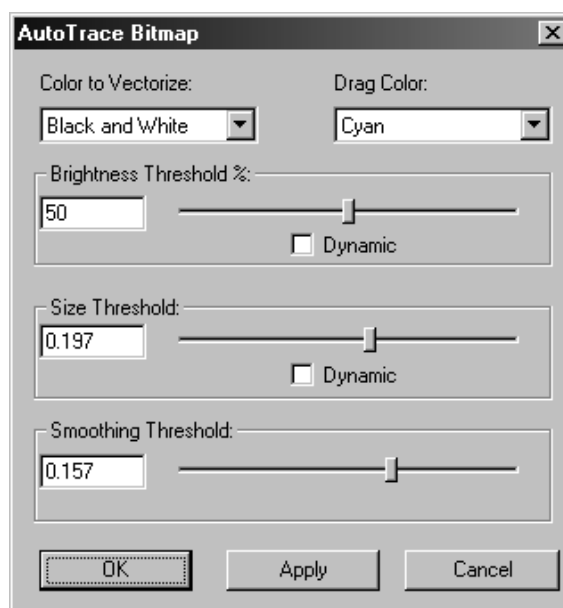 AutoTrace Bitmap
Color to Vectorize: Drag Color:
Black and White Cyan
Brightness Threshold %:
50
Dynamic
Size Threshold:
0.197
Dynamic
Smoothing Threshold:
0.157
OK Apply Cancel